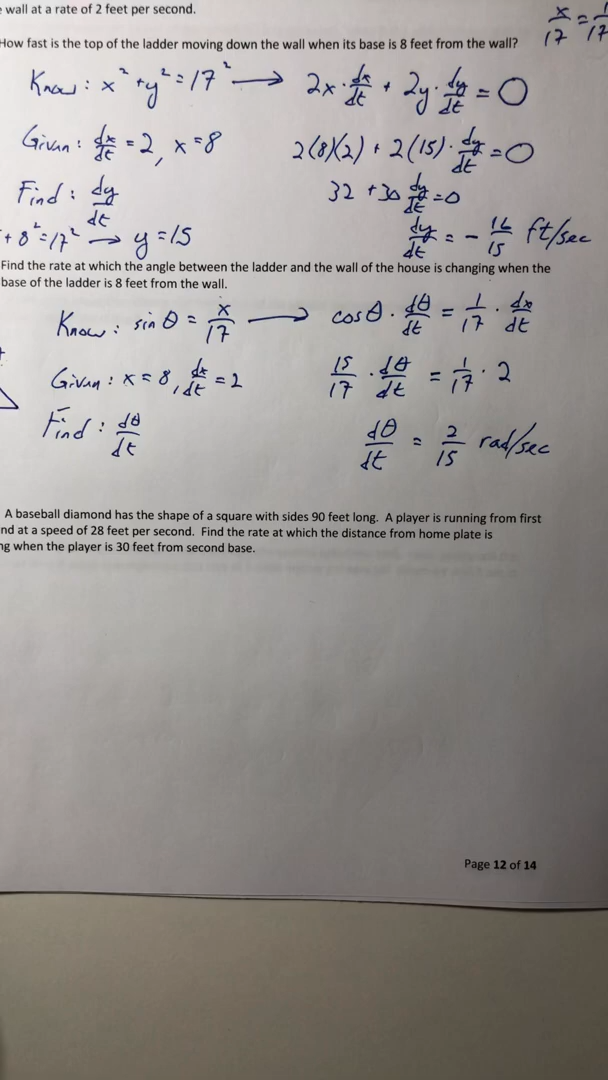 wall at a rate of 2 feet per second.
x/17 = 1/17
How fast is the top of the ladder moving down the wall when its base is 8 feet from the wall?
Know: x² + y² = 17² → 2x · dx/dt + 2y · dy/dt = 0
Given: dx/dt = 2, x = 8
2(8)(2) + 2(15) · dy/dt = 0
Find: dy/dt
32 + 30 dy/dt = 0
+ 8² = 17² → y = 15
dy/dt = - 16/15 ft/sec
Find the rate at which the angle between the ladder and the wall of the house is changing when the
base of the ladder is 8 feet from the wall.
Know: sin θ = x/17 → cos θ · dθ/dt = 1/17 · dx/dt
Given: x = 8, dx/dt = 2
15/17 · dθ/dt = 1/17 · 2
Find: dθ/dt
dθ/dt = 2/15 rad/sec
A baseball diamond has the shape of a square with sides 90 feet long. A player is running from first
at a speed of 28 feet per second. Find the rate at which the distance from home plate is
when the player is 30 feet from second base.
Page 12 of 14